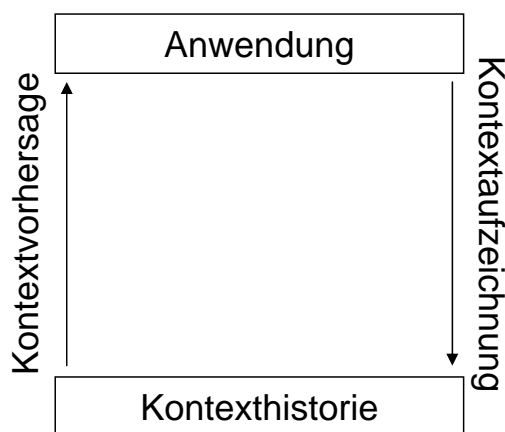 Anwendung
Kontextvorhersage
Kontextaufzeichnung
Kontexthistorie